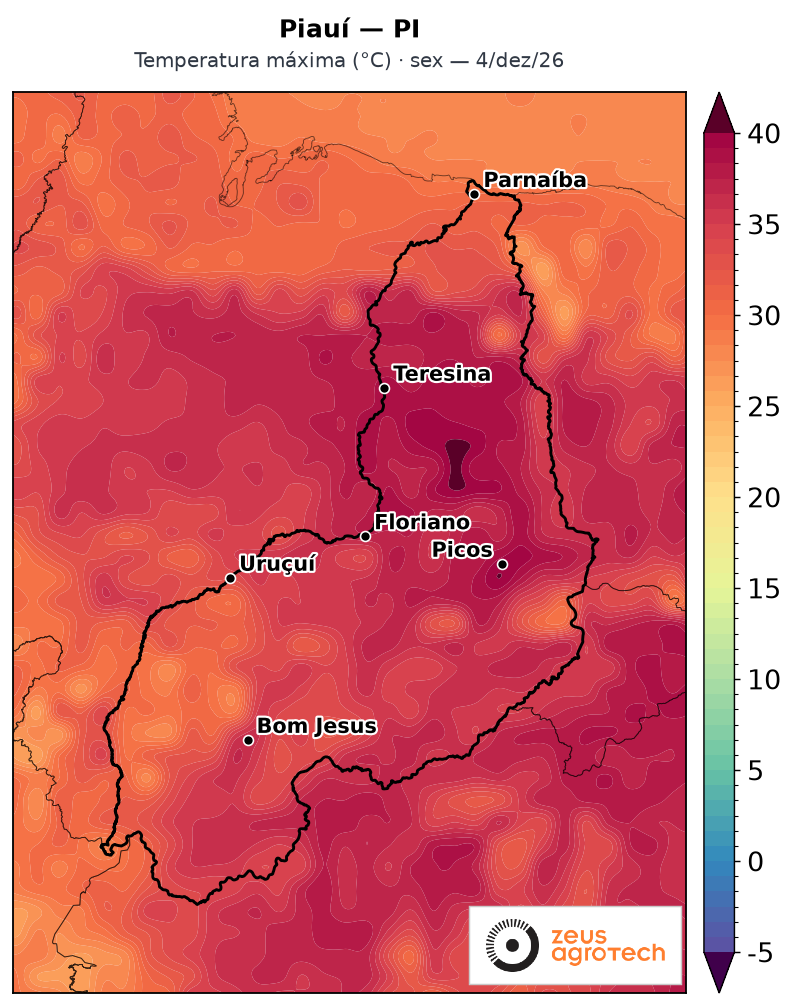 Piauí — PI
Temperatura máxima (°C) · sex — 4/dez/26
Parnaíba
Teresina
Floriano
Picos
Uruçuí
Bom Jesus
40
35
30
25
20
15
10
5
0
-5
zeus
agrotech